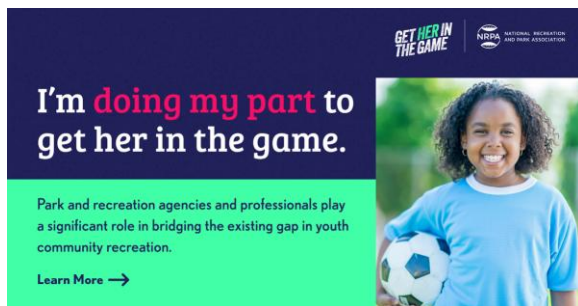 GET HER IN
THE GAME
NRPA
NATIONAL RECREATION
AND PARK ASSOCIATION
I'm doing my part to
get her in the game.
Park and recreation agencies and professionals play
a significant role in bridging the existing gap in youth
community recreation.
Learn More →